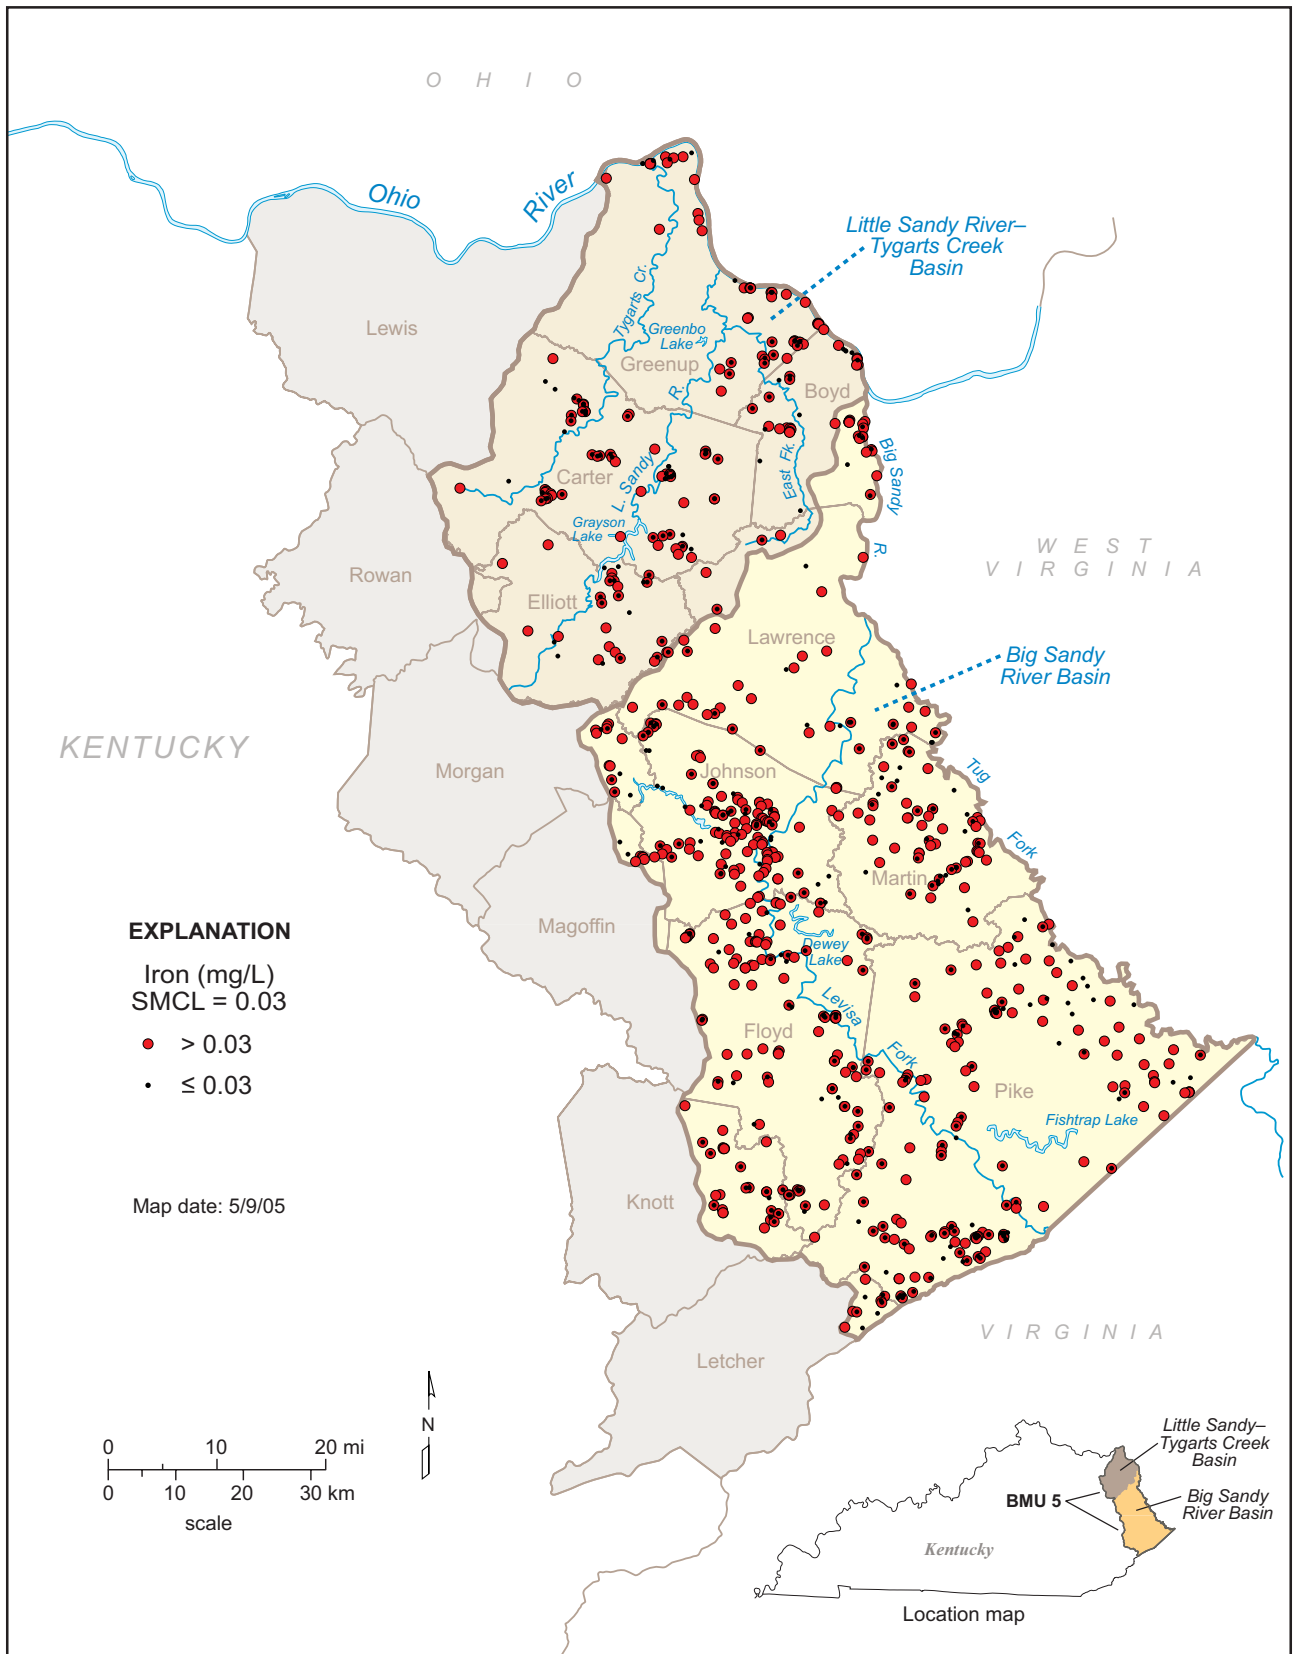 O H I O
Ohio
River
Little Sandy River–
Tygarts Creek
Basin
Lewis
Tygarts Cr.
Greenbo
Lake
Greenup
R.
Boyd
Big Sandy
R.
East Fk.
Carter
L. Sandy
Grayson
Lake
WEST
VIRGINIA
Rowan
Elliott
Lawrence
Big Sandy
River Basin
KENTUCKY
Morgan
Johnson
Tug
Fork
Martin
Magoffin
EXPLANATION
Iron (mg/L)
SMCL = 0.03
> 0.03
≤ 0.03
Dewey
Lake
Levisa
Fork
Floyd
Pike
Fishtrap Lake
Map date: 5/9/05
Knott
VIRGINIA
Letcher
N
0 10 20 mi
0 10 20 30 km
scale
Little Sandy–
Tygarts Creek
Basin
BMU 5
Big Sandy
River Basin
Kentucky
Location map